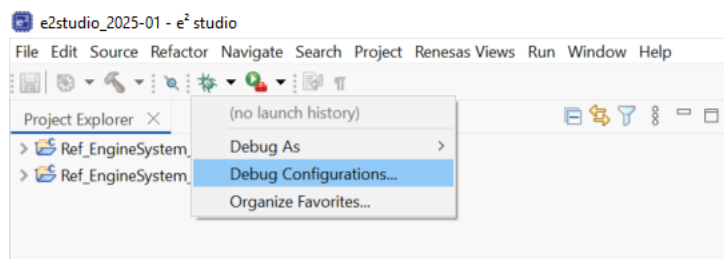 e2studio_2025-01 - e² studio
File Edit Source Refactor Navigate Search Project Renesas Views Run Window Help
Project Explorer
(no launch history)
Ref_EngineSystem_
Debug As
Ref_EngineSystem_
Debug Configurations...
Organize Favorites...